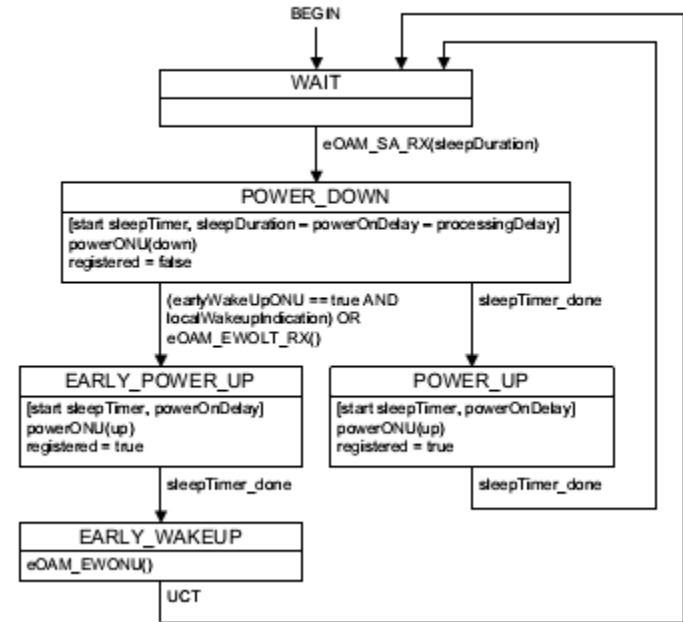 BEGIN
WAIT
eOAM_SA_RX(sleepDuration)
POWER_DOWN
[start sleepTimer, sleepDuration – powerOnDelay – processingDelay]
powerONU(down)
registered = false
(earlyWakeUpONU == true AND
localWakeupIndication) OR
eOAM_EWOLT_RX()
sleepTimer_done
EARLY_POWER_UP
[start sleepTimer, powerOnDelay]
powerONU(up)
registered = true
POWER_UP
[start sleepTimer, powerOnDelay]
powerONU(up)
registered = true
sleepTimer_done
sleepTimer_done
EARLY_WAKEUP
eOAM_EWONU()
UCT